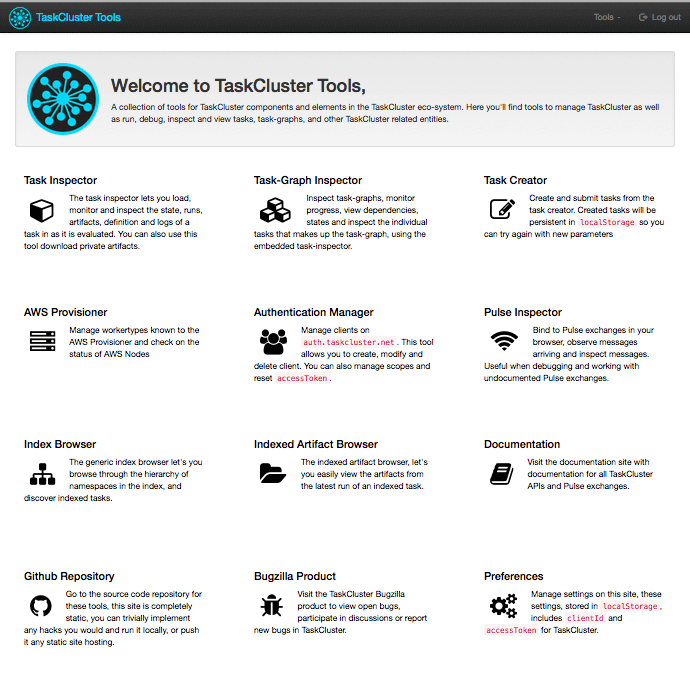 TaskCluster Tools
Tools
Log out
Welcome to TaskCluster Tools,
A collection of tools for TaskCluster components and elements in the TaskCluster eco-system. Here you'll find tools to manage TaskCluster as well
as run, debug, inspect and view tasks, task-graphs, and other TaskCluster related entities.
Task Inspector
The task inspector lets you load,
monitor and inspect the state, runs,
artifacts, definition and logs of a
task in as it is evaluated. You can also use this
tool download private artifacts.
Task-Graph Inspector
Inspect task-graphs, monitor
progress, view dependencies,
states and inspect the individual
tasks that makes up the task-graph, using the
embedded task-inspector.
Task Creator
Create and submit tasks from the
task creator. Created tasks will be
persistent in localStorage so you
can try again with new parameters
AWS Provisioner
Manage workertypes known to the
AWS Provisioner and check on the
status of AWS Nodes
Authentication Manager
Manage clients on
auth.taskcluster.net. This tool
allows you to create, modify and
delete client. You can also manage scopes and
reset accessToken.
Pulse Inspector
Bind to Pulse exchanges in your
browser, observe messages
arriving and inspect messages.
Useful when debugging and working with
undocumented Pulse exchanges.
Index Browser
The generic index browser let's you
browse through the hierarchy of
namespaces in the index, and
discover indexed tasks.
Indexed Artifact Browser
The indexed artifact browser, let's
you easily view the artifacts from
the latest run of an indexed task.
Documentation
Visit the documentation site with
documentation for all TaskCluster
APIs and Pulse exchanges.
Github Repository
Go to the source code repository for
these tools, this site is completely
static, you can trivially implement
any hacks you would and run it locally, or push
it any static site hosting.
Bugzilla Product
Visit the TaskCluster Bugzilla
product to view open bugs,
participate in discussions or report
new bugs in TaskCluster.
Preferences
Manage settings on this site, these
settings, stored in localStorage,
includes clientId and
accessToken for TaskCluster.